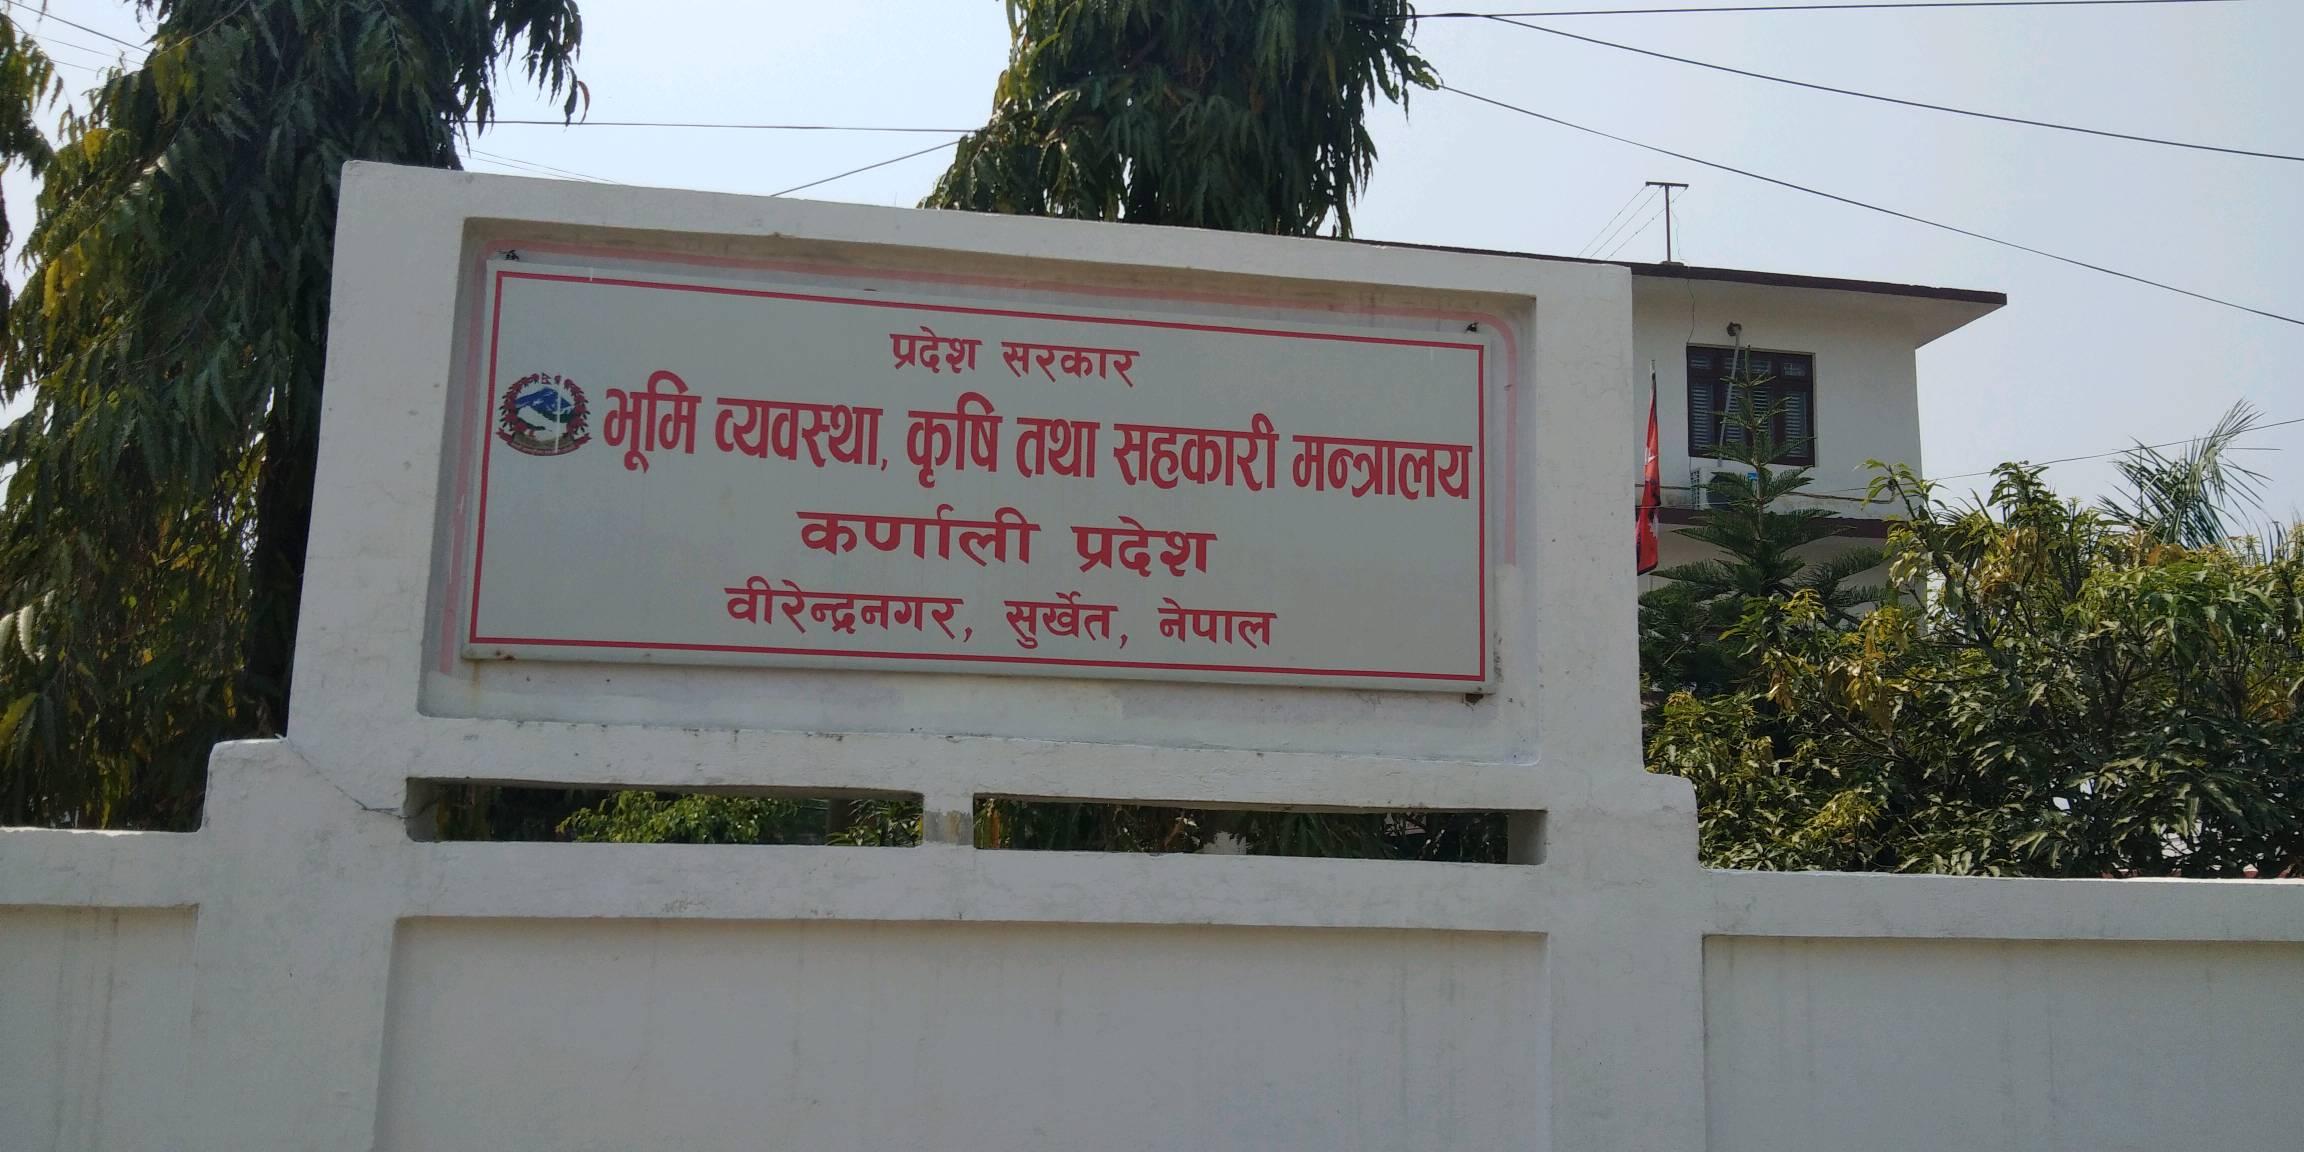 प्रदेश सरकार
भूमि व्यवस्था, कृषि तथा सहकारी मन्त्रालय
कर्णाली प्रदेश
वीरेन्द्रनगर, सुर्खेत, नेपाल